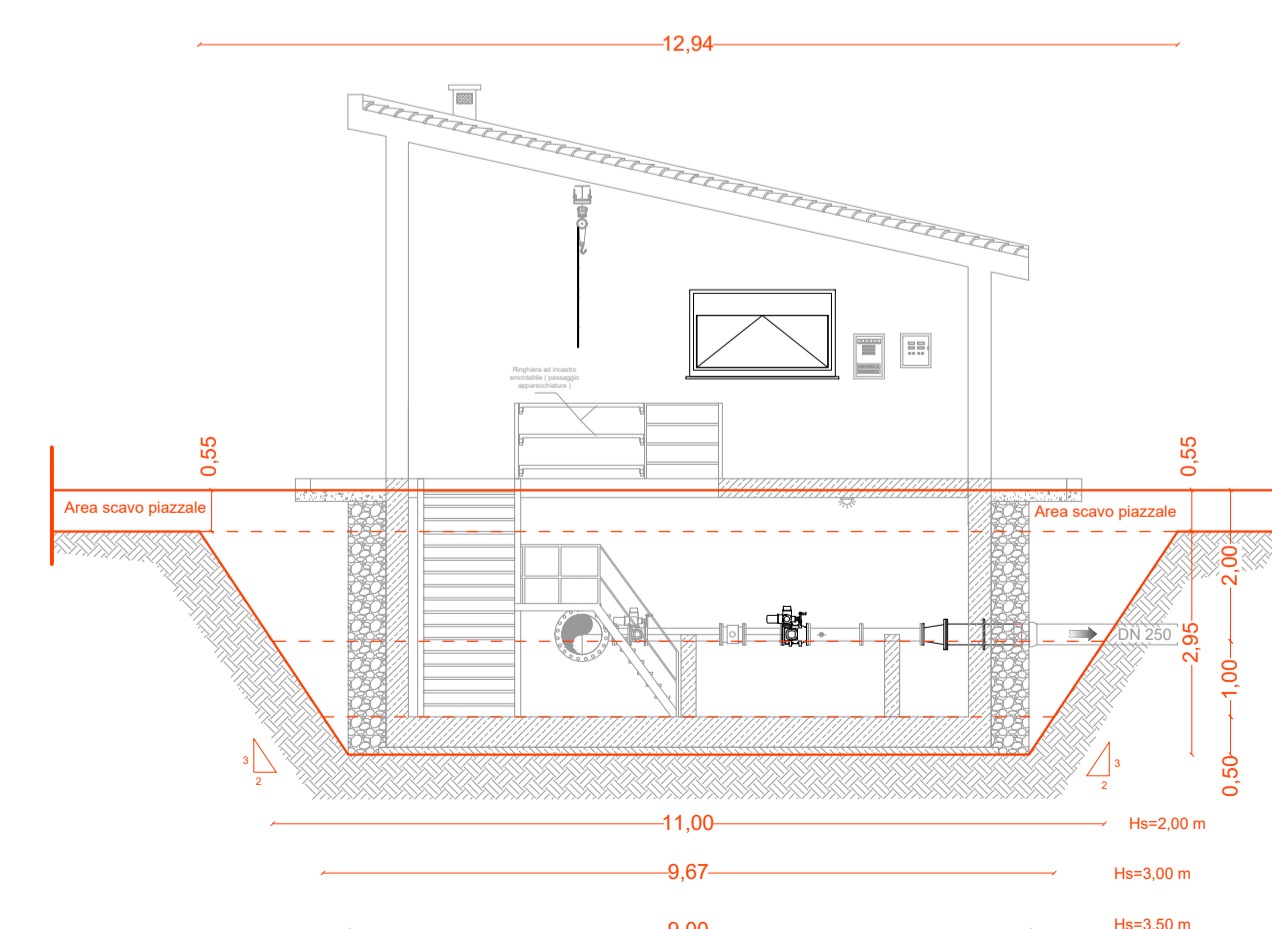 12,94
Ringhiera ad incastro
smontabile ( passaggio
apparecchiature )
0,55
0,55
Area scavo piazzale
Area scavo piazzale
2,00
DN 250
2,95
1,00
0,50
3
2
3
2
11,00
Hs=2,00 m
9,67
Hs=3,00 m
9,00
Hs=3,50 m